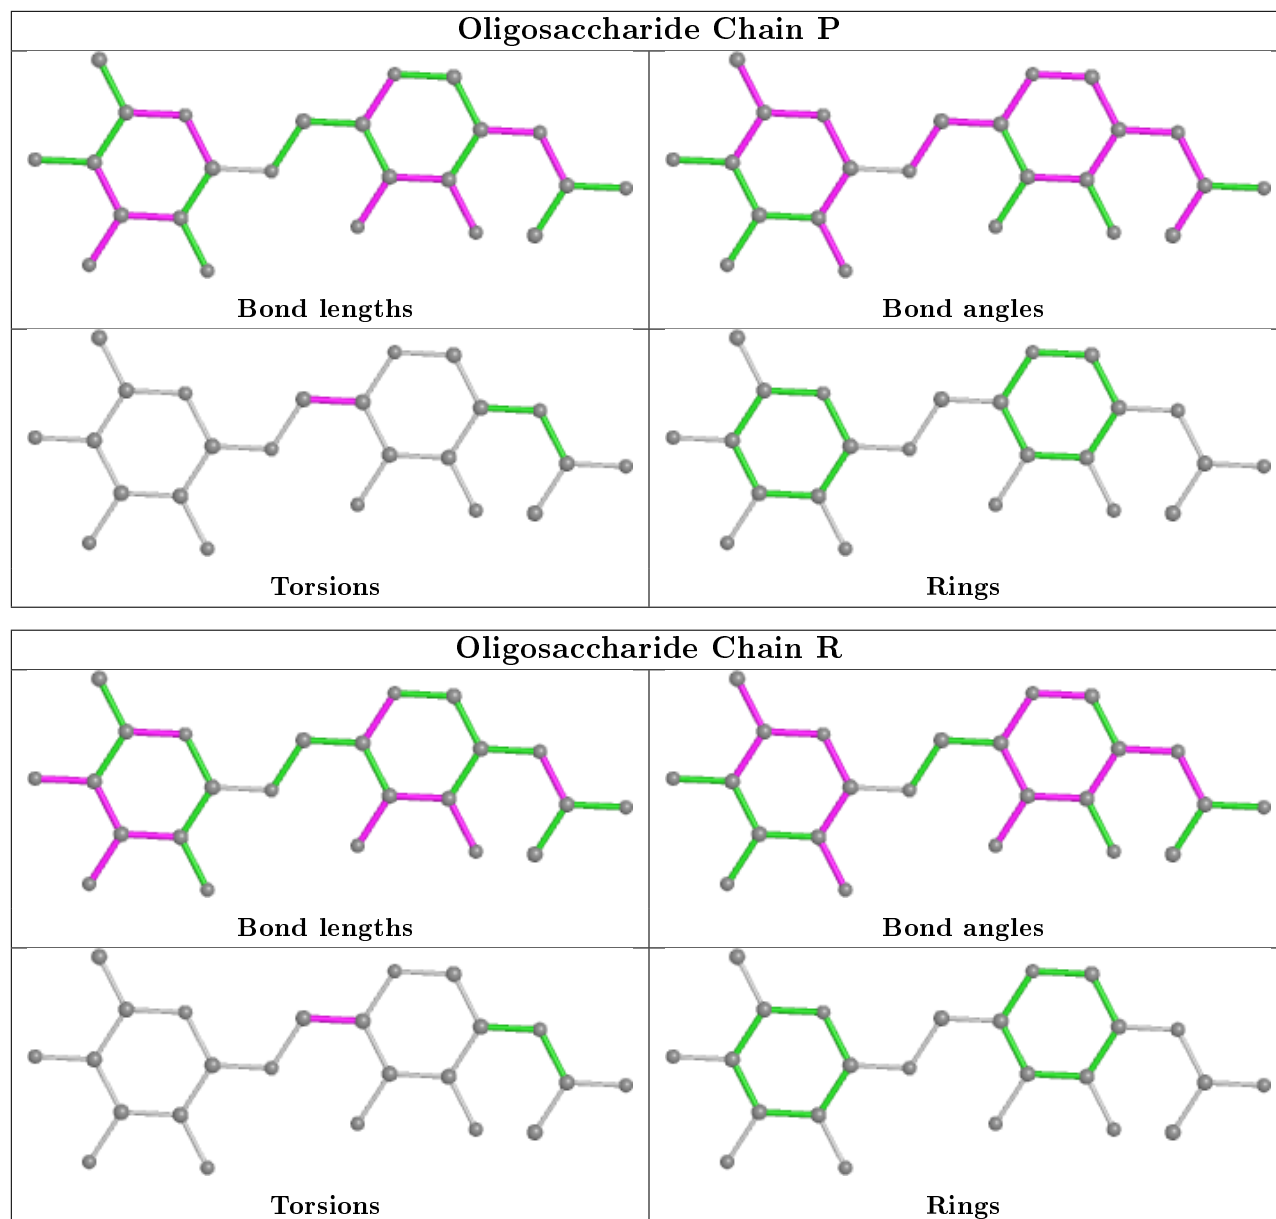 Oligosaccharide Chain P
Bond lengths
Bond angles
Torsions
Rings
Oligosaccharide Chain R
Bond lengths
Bond angles
Torsions
Rings